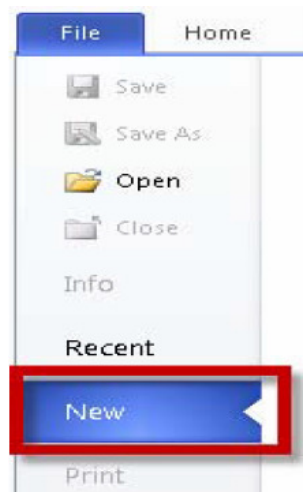 File Home
Save
Save As
Open
Close
Info
Recent
New
Print